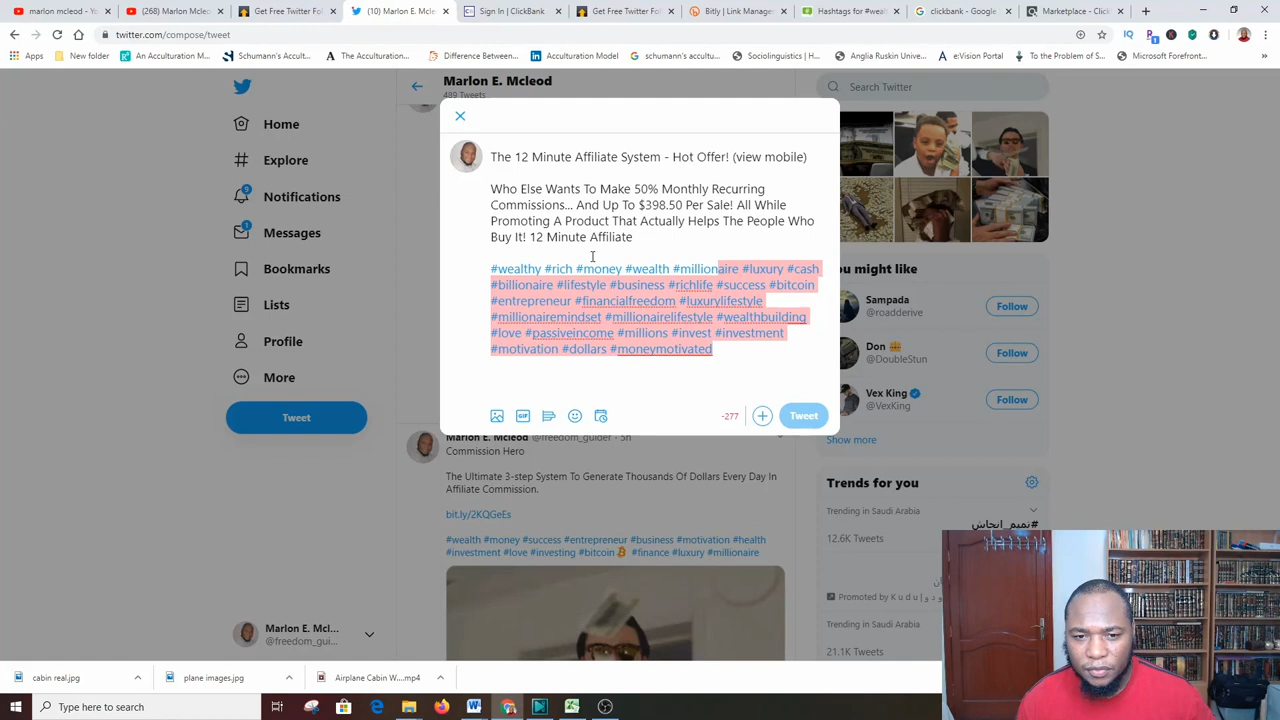 marlon mcleod - Yo
(268) Marlon Mcleo
Get Free Twitter Fol
(10) Marlon E. Mcle
Sign In | ClickBank
Get Free Twitter Fol
Bitly | Link Manage
Hashtags for #weal
clickbank - Google
Marketplace - Click
twitter.com/compose/tweet
Apps
New folder
An Acculturation M...
Schumann's Accult...
The Acculturation...
Difference Between...
Acculturation Model
schumann's accultu...
Sociolinguistics | H...
Anglia Ruskin Univ...
e:Vision Portal
To the Problem of S...
Microsoft Forefront...
Marlon E. Mcleod
489 Tweets
Search Twitter
Home
Explore
9
Notifications
1
Messages
Bookmarks
Lists
Profile
More
Tweet
The 12 Minute Affiliate System - Hot Offer! (view mobile)
Who Else Wants To Make 50% Monthly Recurring
Commissions... And Up To $398.50 Per Sale! All While
Promoting A Product That Actually Helps The People Who
Buy It! 12 Minute Affiliate
#wealthy #rich #money #wealth #millionaire #luxury #cash
#billionaire #lifestyle #business #richlife #success #bitcoin
#entrepreneur #financialfreedom #luxurylifestyle
#millionairemindset #millionairelifestyle #wealthbuilding
#love #passiveincome #millions #invest #investment
#motivation #dollars #moneymotivated
-277
Tweet
Marlon E. Mcleod @freedom_guider · 5h
Commission Hero
The Ultimate 3-step System To Generate Thousands Of Dollars Every Day In
Affiliate Commission.
bit.ly/2KQGeEs
#wealth #money #success #entrepreneur #business #motivation #health
#investment #love #investing #bitcoin #finance #luxury #millionaire
might like
Sampada
@roadderive
Follow
Don
@DoubleStun
Follow
Vex King
@VexKing
Follow
Show more
Trends for you
Trending in Saudi Arabia
#تميم_انجاش
12.6K Tweets
Promoted by K u d u |
Trending in Saudi Arabia
21.1K Tweets
Marlon E. Mcl...
@freedom_gui...
cabin real.jpg
plane images.jpg
Airplane Cabin W....mp4
Type here to search